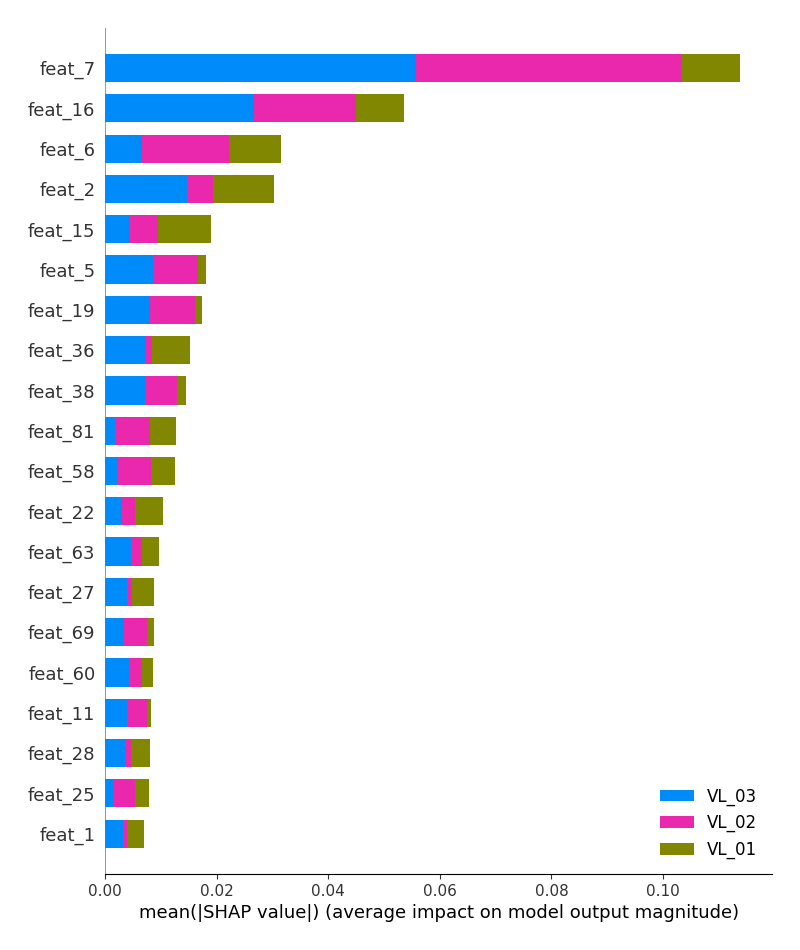 feat_7
feat_16
feat_6
feat_2
feat_15
feat_5
feat_19
feat_36
feat_38
feat_81
feat_58
feat_22
feat_63
feat_27
feat_69
feat_60
feat_11
feat_28
feat_25
feat_1
VL_03
VL_02
VL_01
0.00 0.02 0.04 0.06 0.08 0.10
mean(|SHAP value|) (average impact on model output magnitude)